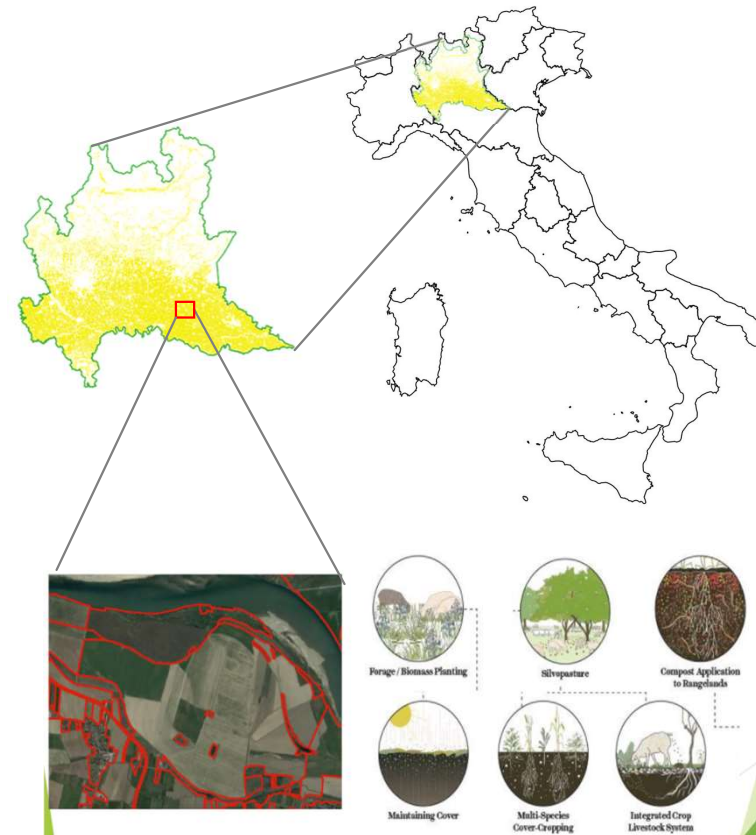 Forage / Biomass Planting
Silvopasture
Compost Application
to Rangelands
Maintaining Cover
Multi-Species
Cover-Cropping
Integrated Crop
Livestock System